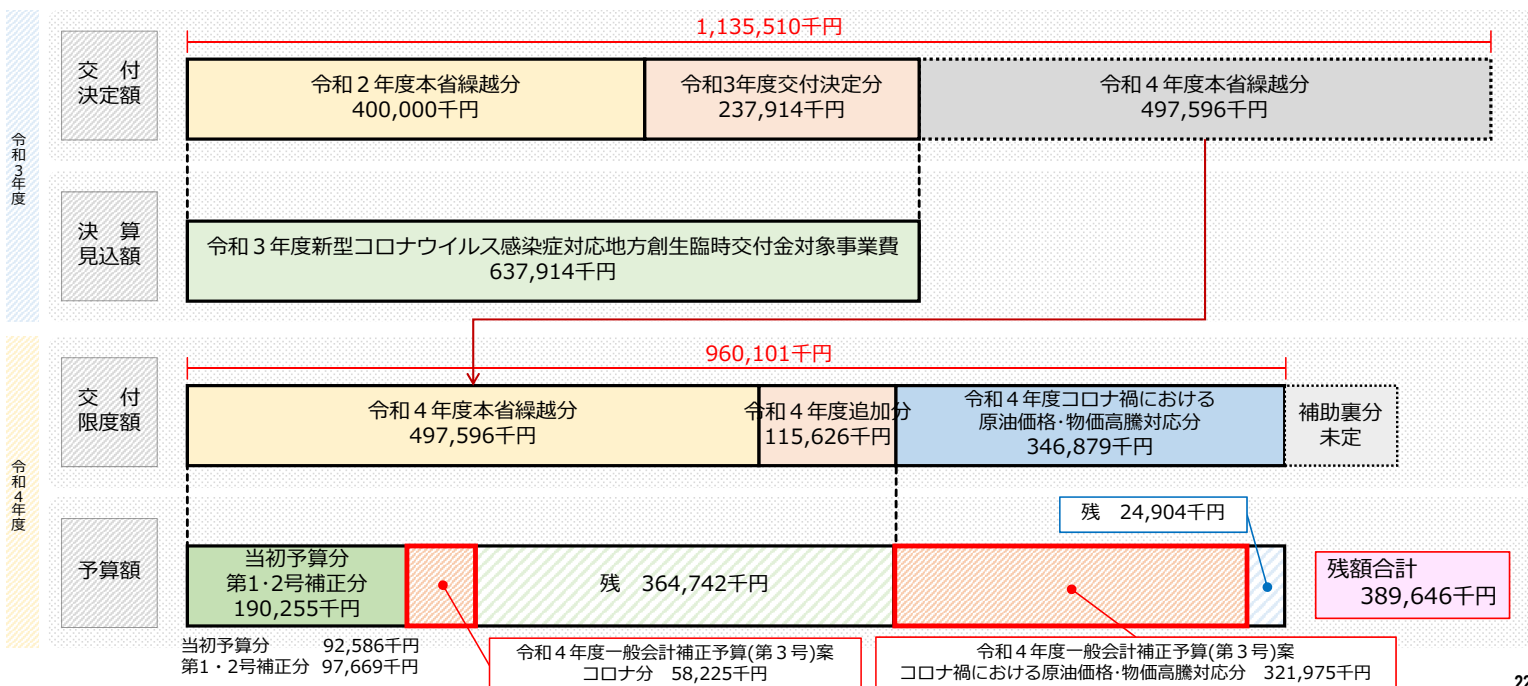 令和３年度
1,135,510千円
交　付
決定額
令和２年度本省繰越分
400,000千円
令和3年度交付決定分
237,914千円
令和４年度本省繰越分
497,596千円
決　算
見込額
令和３年度新型コロナウイルス感染症対応地方創生臨時交付金対象事業費
637,914千円
令和４年度
960,101千円
交　付
限度額
令和４年度本省繰越分
497,596千円
令和４年度追加分
115,626千円
令和４年度コロナ禍における
原油価格･物価高騰対応分
346,879千円
補助裏分
未定
残　24,904千円
予算額
当初予算分
第1･2号補正分
190,255千円
残　364,742千円
残額合計
389,646千円
当初予算分　92,586千円
第1・2号補正分　97,669千円
令和４年度一般会計補正予算(第３号)案
コロナ分　58,225千円
令和４年度一般会計補正予算(第３号)案
コロナ禍における原油価格･物価高騰対応分　321,975千円
22